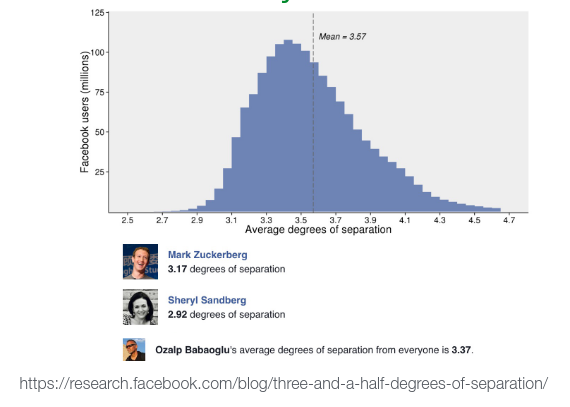 125
Mean = 3.57
100
75
50
25
Facebook users (millions)
2.5 2.7 2.9 3.1 3.3 3.5 3.7 3.9 4.1 4.3 4.5 4.7
Average degrees of separation
Mark Zuckerberg
3.17 degrees of separation
Sheryl Sandberg
2.92 degrees of separation
Ozalp Babaoglu's average degrees of separation from everyone is 3.37.
https://research.facebook.com/blog/three-and-a-half-degrees-of-separation/